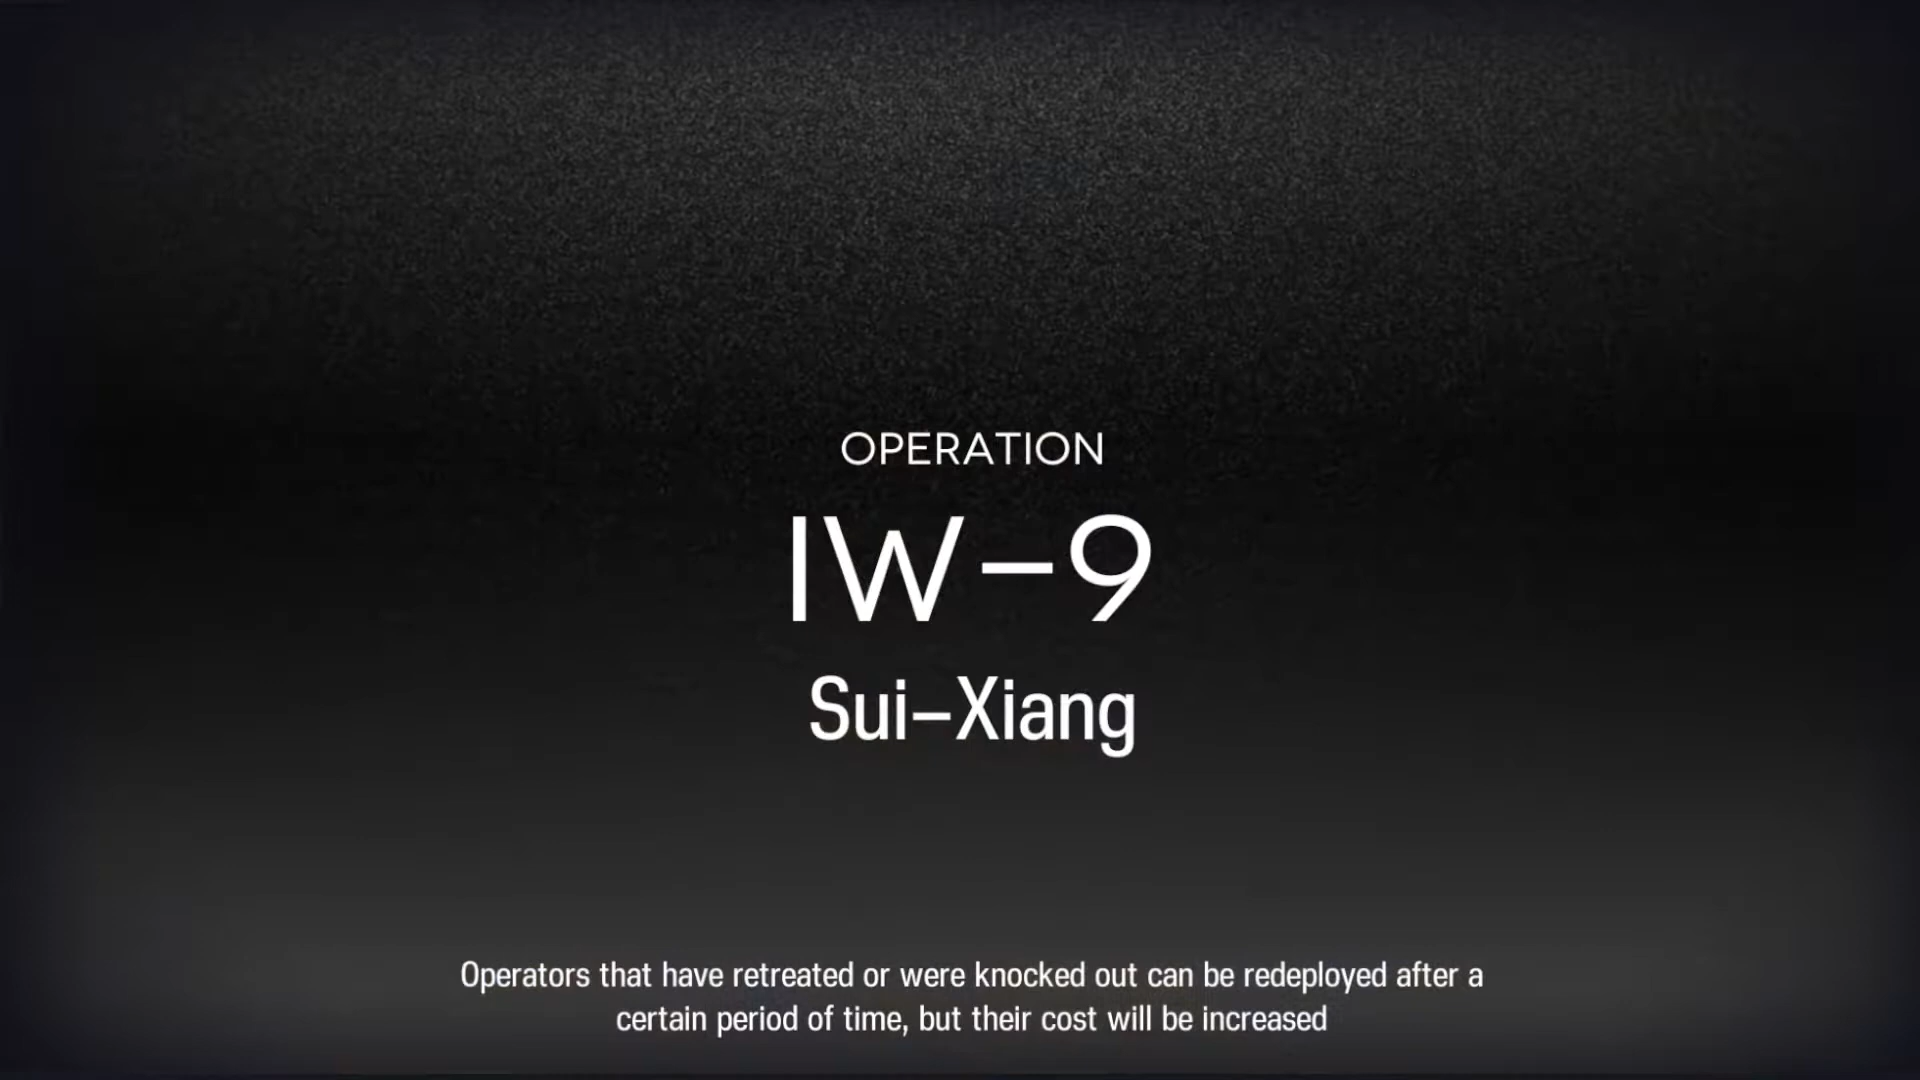 OPERATION
IW-9
Sui-Xiang
Operators that have retreated or were knocked out can be redeployed after a
certain period of time, but their cost will be increased